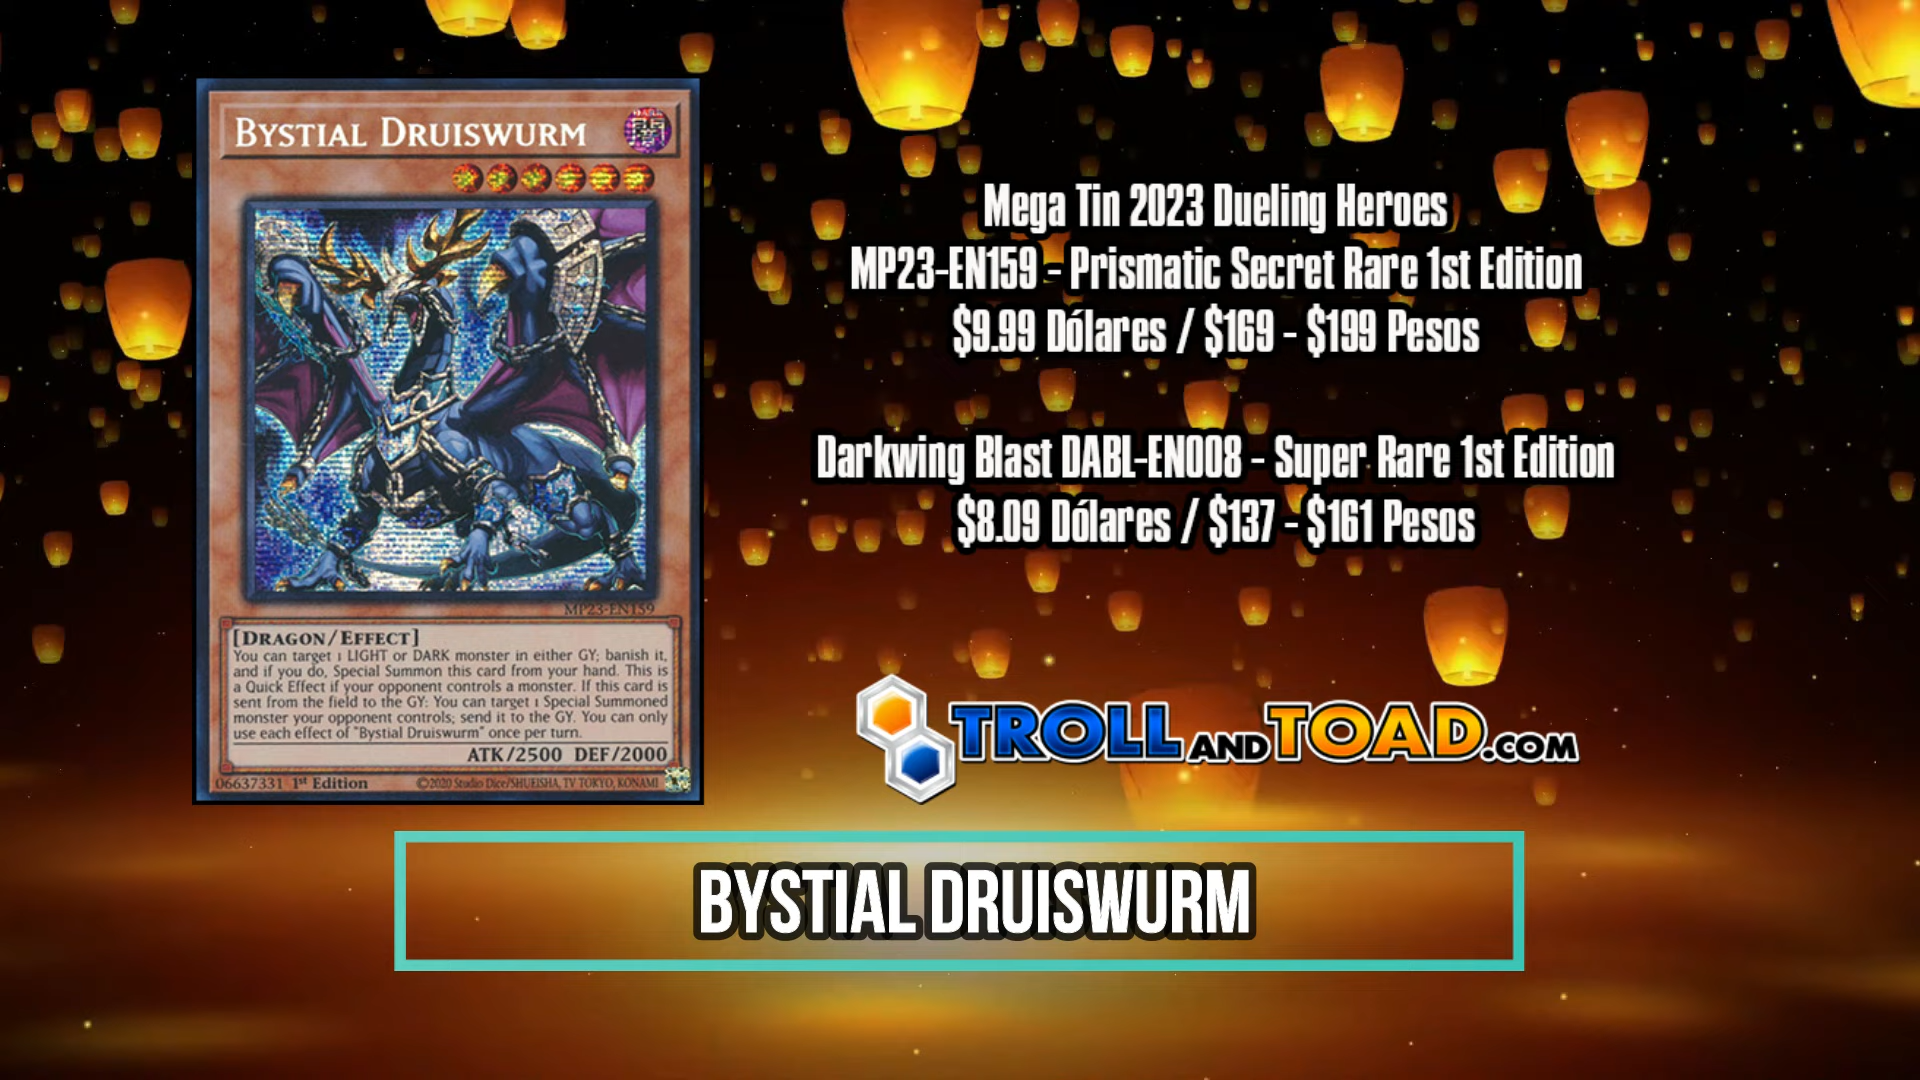 BYSTIAL DRUISWURM
MP23-EN159
[DRAGON/EFFECT]
You can target 1 LIGHT or DARK monster in either GY; banish it,
and if you do, Special Summon this card from your hand. This is
a Quick Effect if your opponent controls a monster. If this card is
sent from the field to the GY: You can target 1 Special Summoned
monster your opponent controls; send it to the GY. You can only
use each effect of "Bystial Druiswurm" once per turn.
ATK/2500 DEF/2000
06637331 1st Edition ©2020 Studio Dice/SHUEISHA, TV TOKYO, KONAMI
Mega Tin 2023 Dueling Heroes
MP23-EN159 - Prismatic Secret Rare 1st Edition
$9.99 Dólares / $169 - $199 Pesos
Darkwing Blast DABL-EN008 - Super Rare 1st Edition
$8.09 Dólares / $137 - $161 Pesos
TROLL AND TOAD.COM
BYSTIAL DRUISWURM